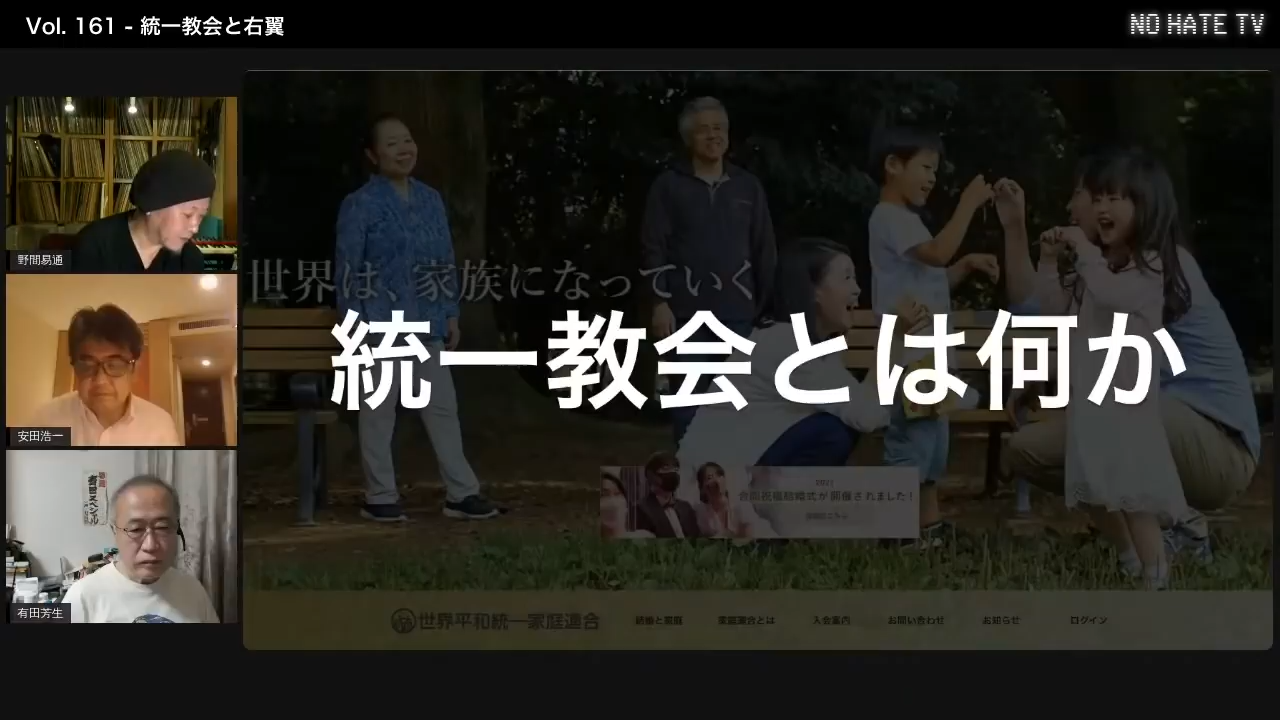 Vol. 161 - 統一教会と右翼
NO HATE TV
野間易通
安田浩一
有田芳生
世界は、家族になっていく
統一教会とは何か
合同祝福結婚式が開催されました！
世界平和統一家庭連合
結婚と家庭
家庭連合とは
入会案内
お問い合わせ
お知らせ
ログイン